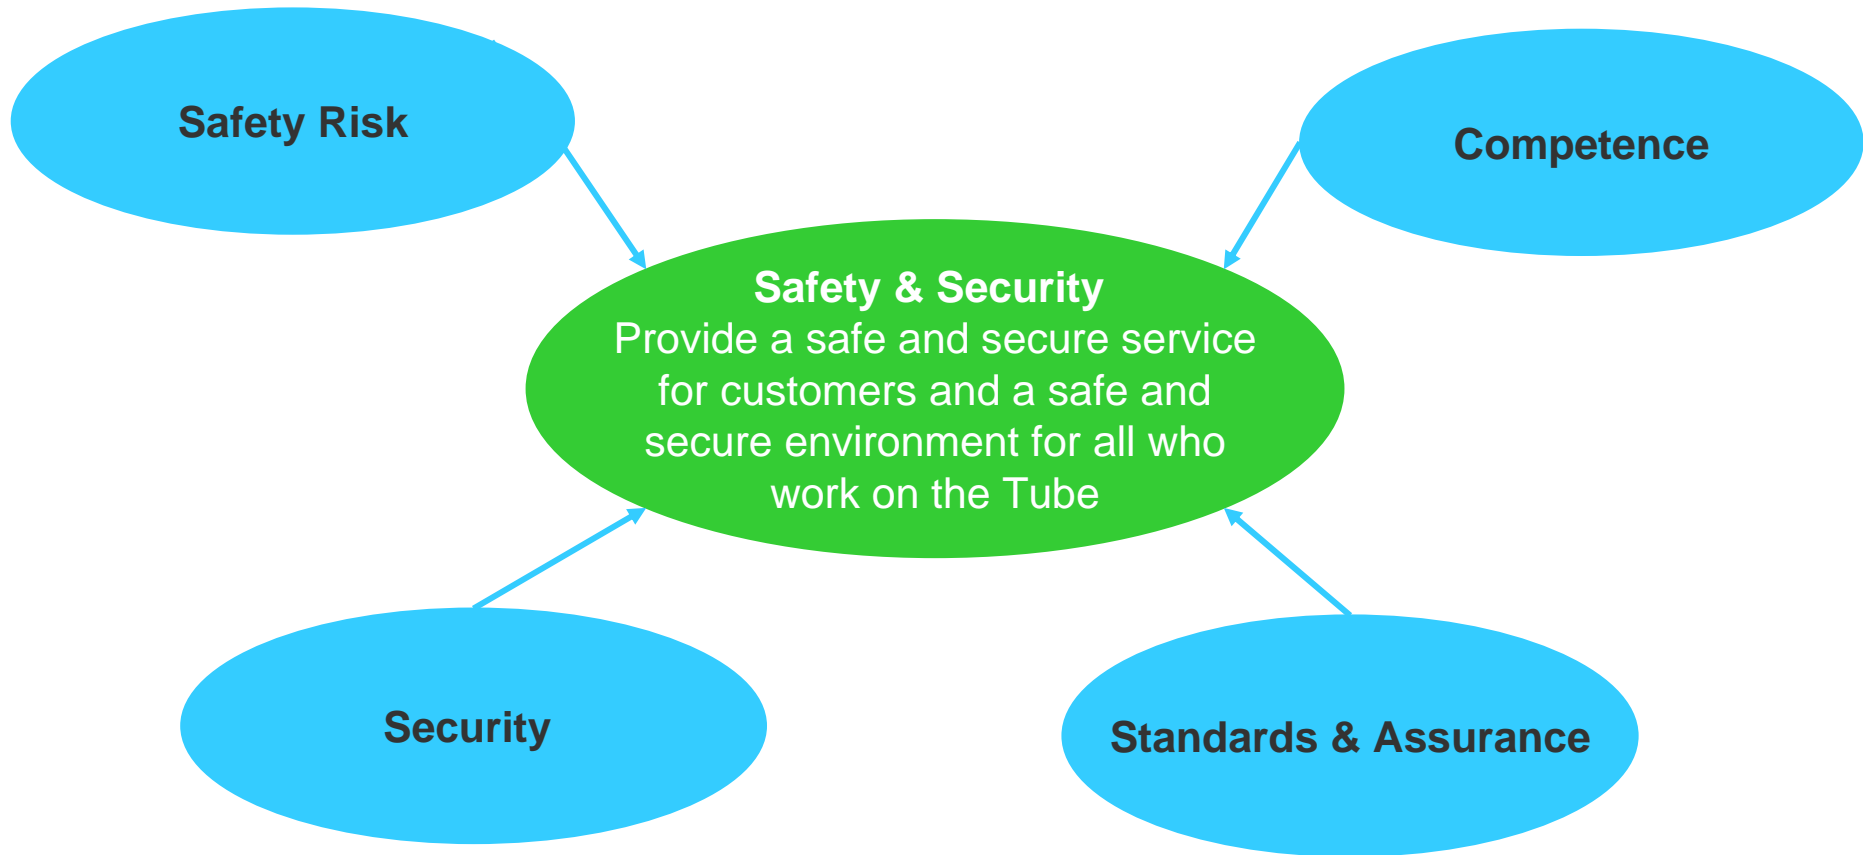 Safety Risk
Competence
Safety & Security
Provide a safe and secure service
for customers and a safe and
secure environment for all who
work on the Tube
Security
Standards & Assurance